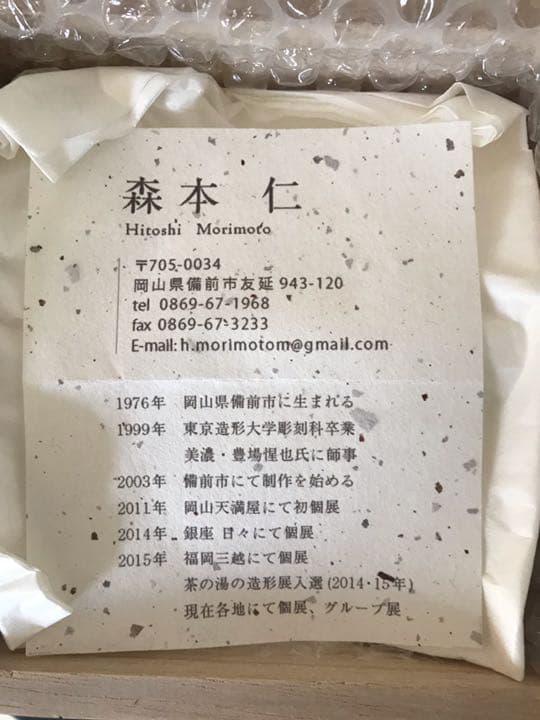 森本 仁
Hitoshi Morimoto
〒705-0034
岡山県備前市友延 943-120
tel 0869-67-1968
fax 0869-67-3233
E-mail:h.morimotom@gmail.com
1976年 岡山県備前市に生まれる
1999年 東京造形大学彫刻科卒業
美濃・豊場惺也氏に師事
2003年 備前市にて制作を始める
2011年 岡山天満屋にて初個展
2014年 銀座 日々にて個展
2015年 福岡三越にて個展
茶の湯の造形展入選(2014・15年)
現在各地にて個展、グループ展